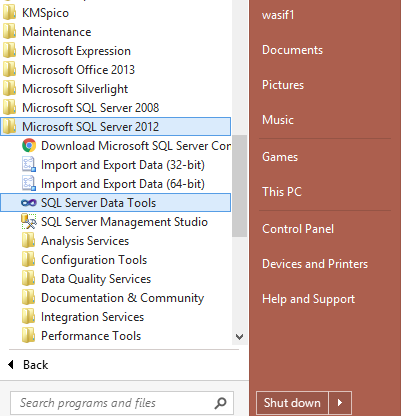 KMSpico
Maintenance
Microsoft Expression
Microsoft Office 2013
Microsoft Silverlight
Microsoft SQL Server 2008
Microsoft SQL Server 2012
Download Microsoft SQL Server Con
Import and Export Data (32-bit)
Import and Export Data (64-bit)
SQL Server Data Tools
SQL Server Management Studio
Analysis Services
Configuration Tools
Data Quality Services
Documentation & Community
Integration Services
Performance Tools
Back
Search programs and files
wasif1
Documents
Pictures
Music
Games
This PC
Control Panel
Devices and Printers
Help and Support
Shut down